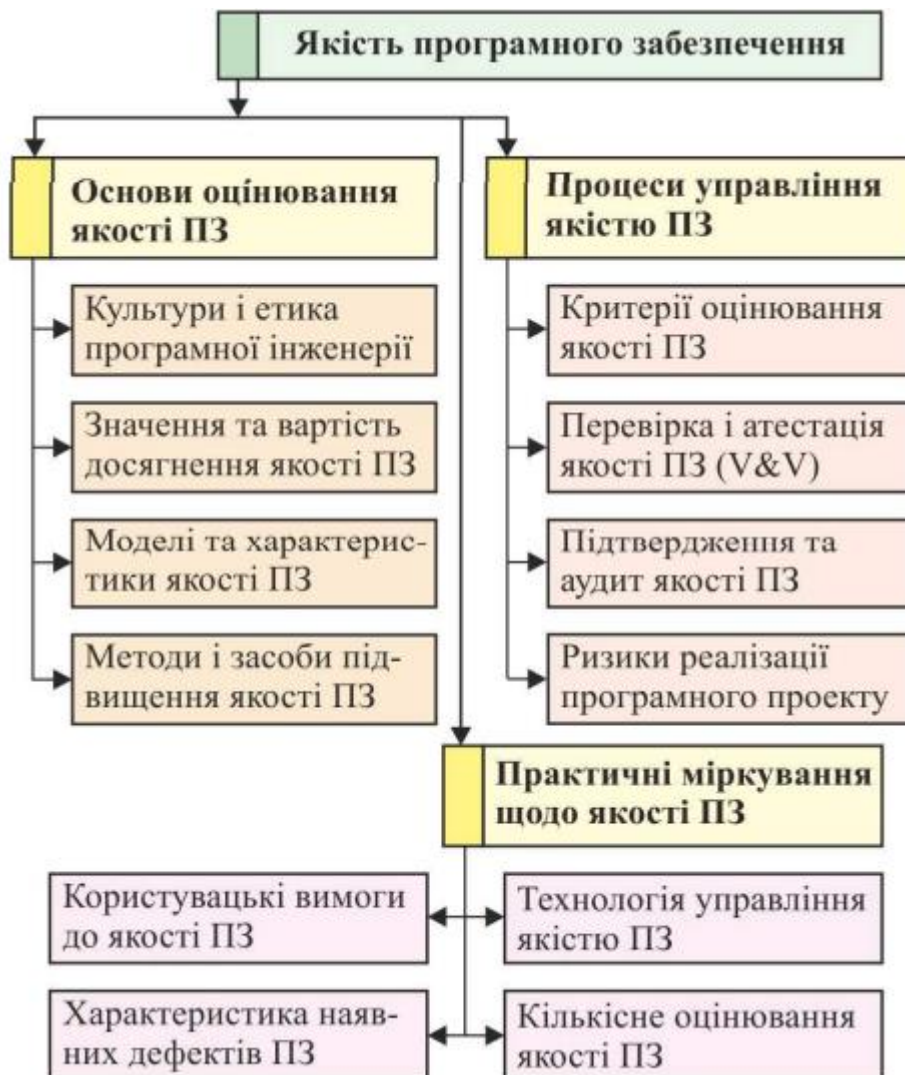 Якість програмного забезпечення
Основи оцінювання
якості ПЗ
Культури і етика
програмної інженерії
Значення та вартість
досягнення якості ПЗ
Моделі та характерис-
тики якості ПЗ
Методи і засоби під-
вищення якості ПЗ
Процеси управління
якістю ПЗ
Критерії оцінювання
якості ПЗ
Перевірка і атестація
якості ПЗ (V&V)
Підтвердження та
аудит якості ПЗ
Ризики реалізації
програмного проекту
Практичні міркування
щодо якості ПЗ
Користувацькі вимоги
до якості ПЗ
Технологія управління
якістю ПЗ
Характеристика наяв-
них дефектів ПЗ
Кількісне оцінювання
якості ПЗ